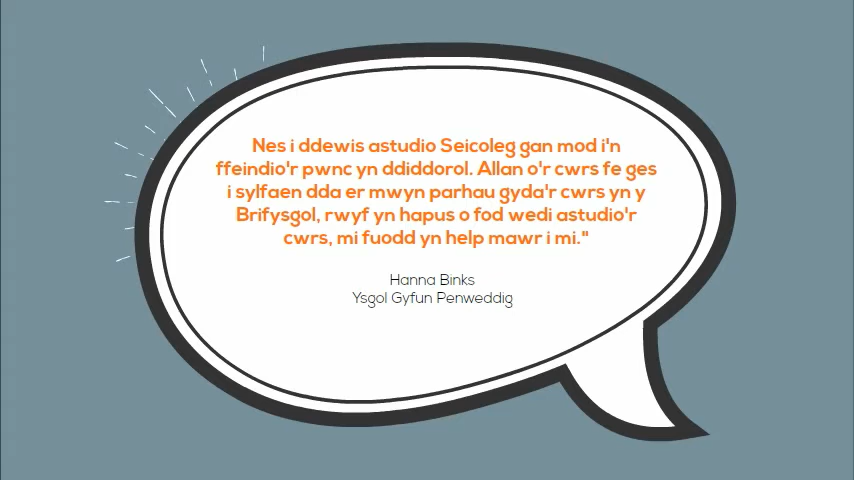 Nes i ddewis astudio Seicoleg gan mod i'n
ffeindio'r pwnc yn ddiddorol. Allan o'r cwrs fe ges
i sylfaen dda er mwyn parhau gyda'r cwrs yn y
Brifysgol, rwyf yn hapus o fod wedi astudio'r
cwrs, mi fuodd yn help mawr i mi."
Hanna Binks
Ysgol Gyfun Penweddig